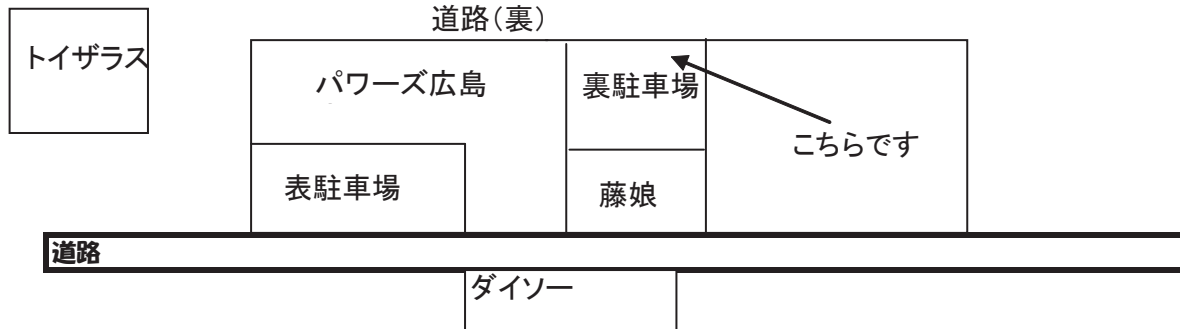 道路(裏)
トイザラス
パワーズ広島
裏駐車場
こちらです
表駐車場
藤娘
道路
ダイソー